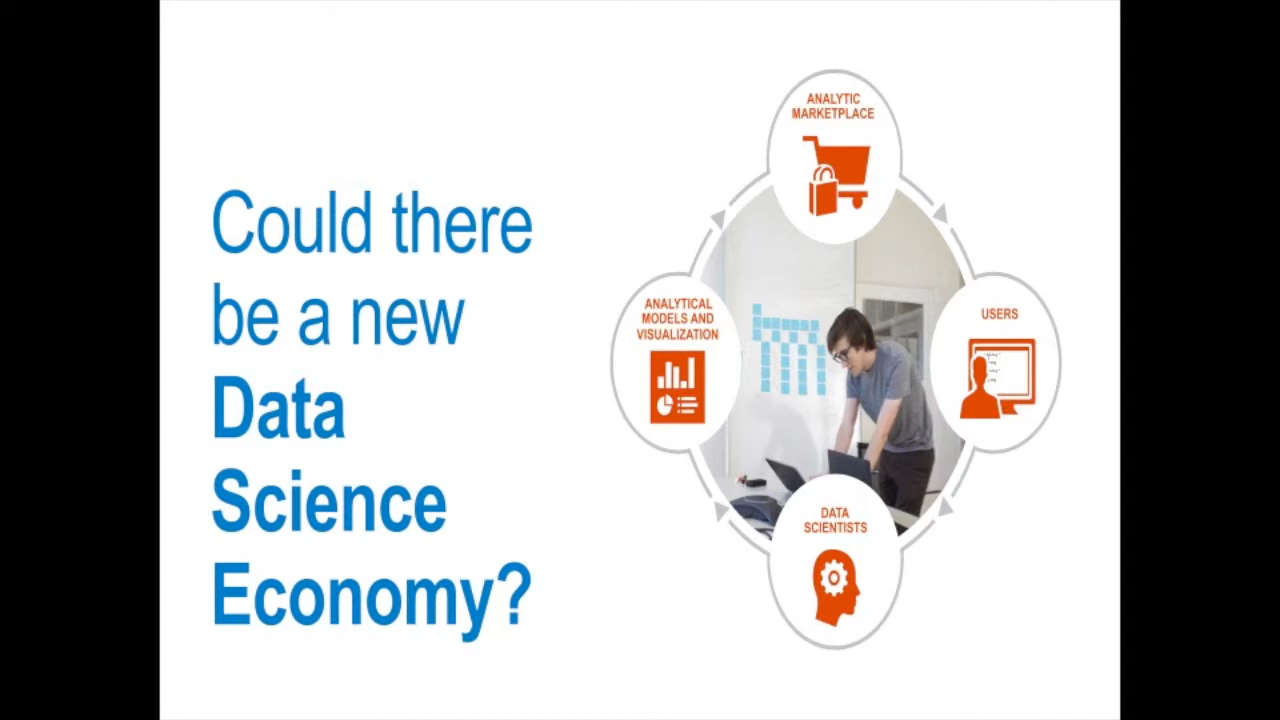 Could there
be a new
Data
Science
Economy?
ANALYTIC
MARKETPLACE
ANALYTICAL
MODELS AND
VISUALIZATION
USERS
DATA
SCIENTISTS